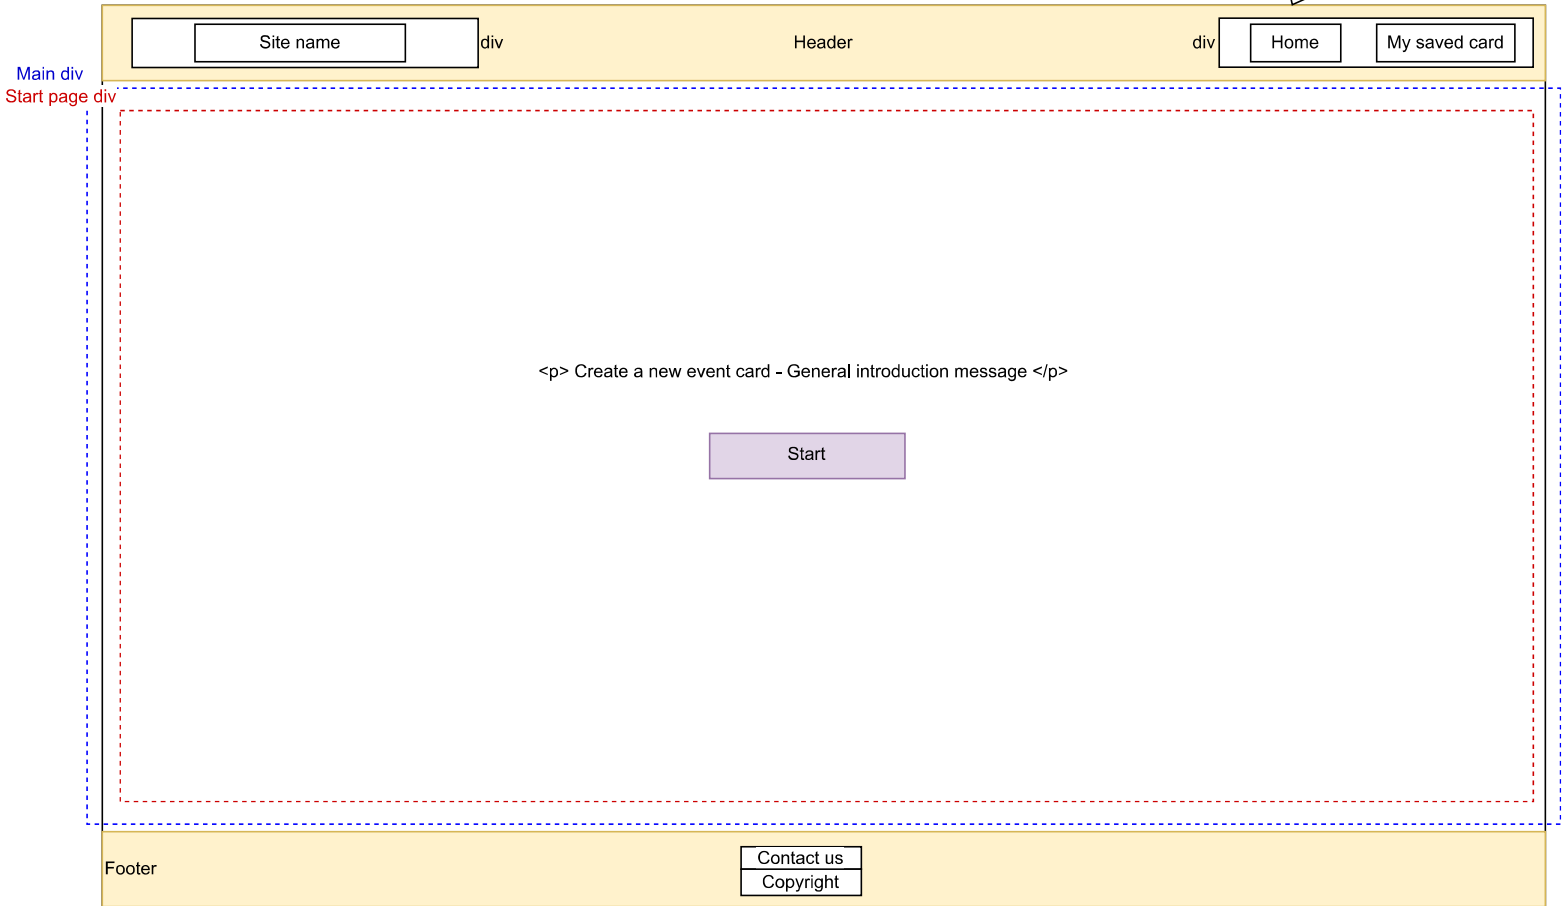 Site name
div
Header
div
Home
My saved card
Main div
Start page div
<p> Create a new event card - General introduction message </p>
Start
Footer
Contact us
Copyright